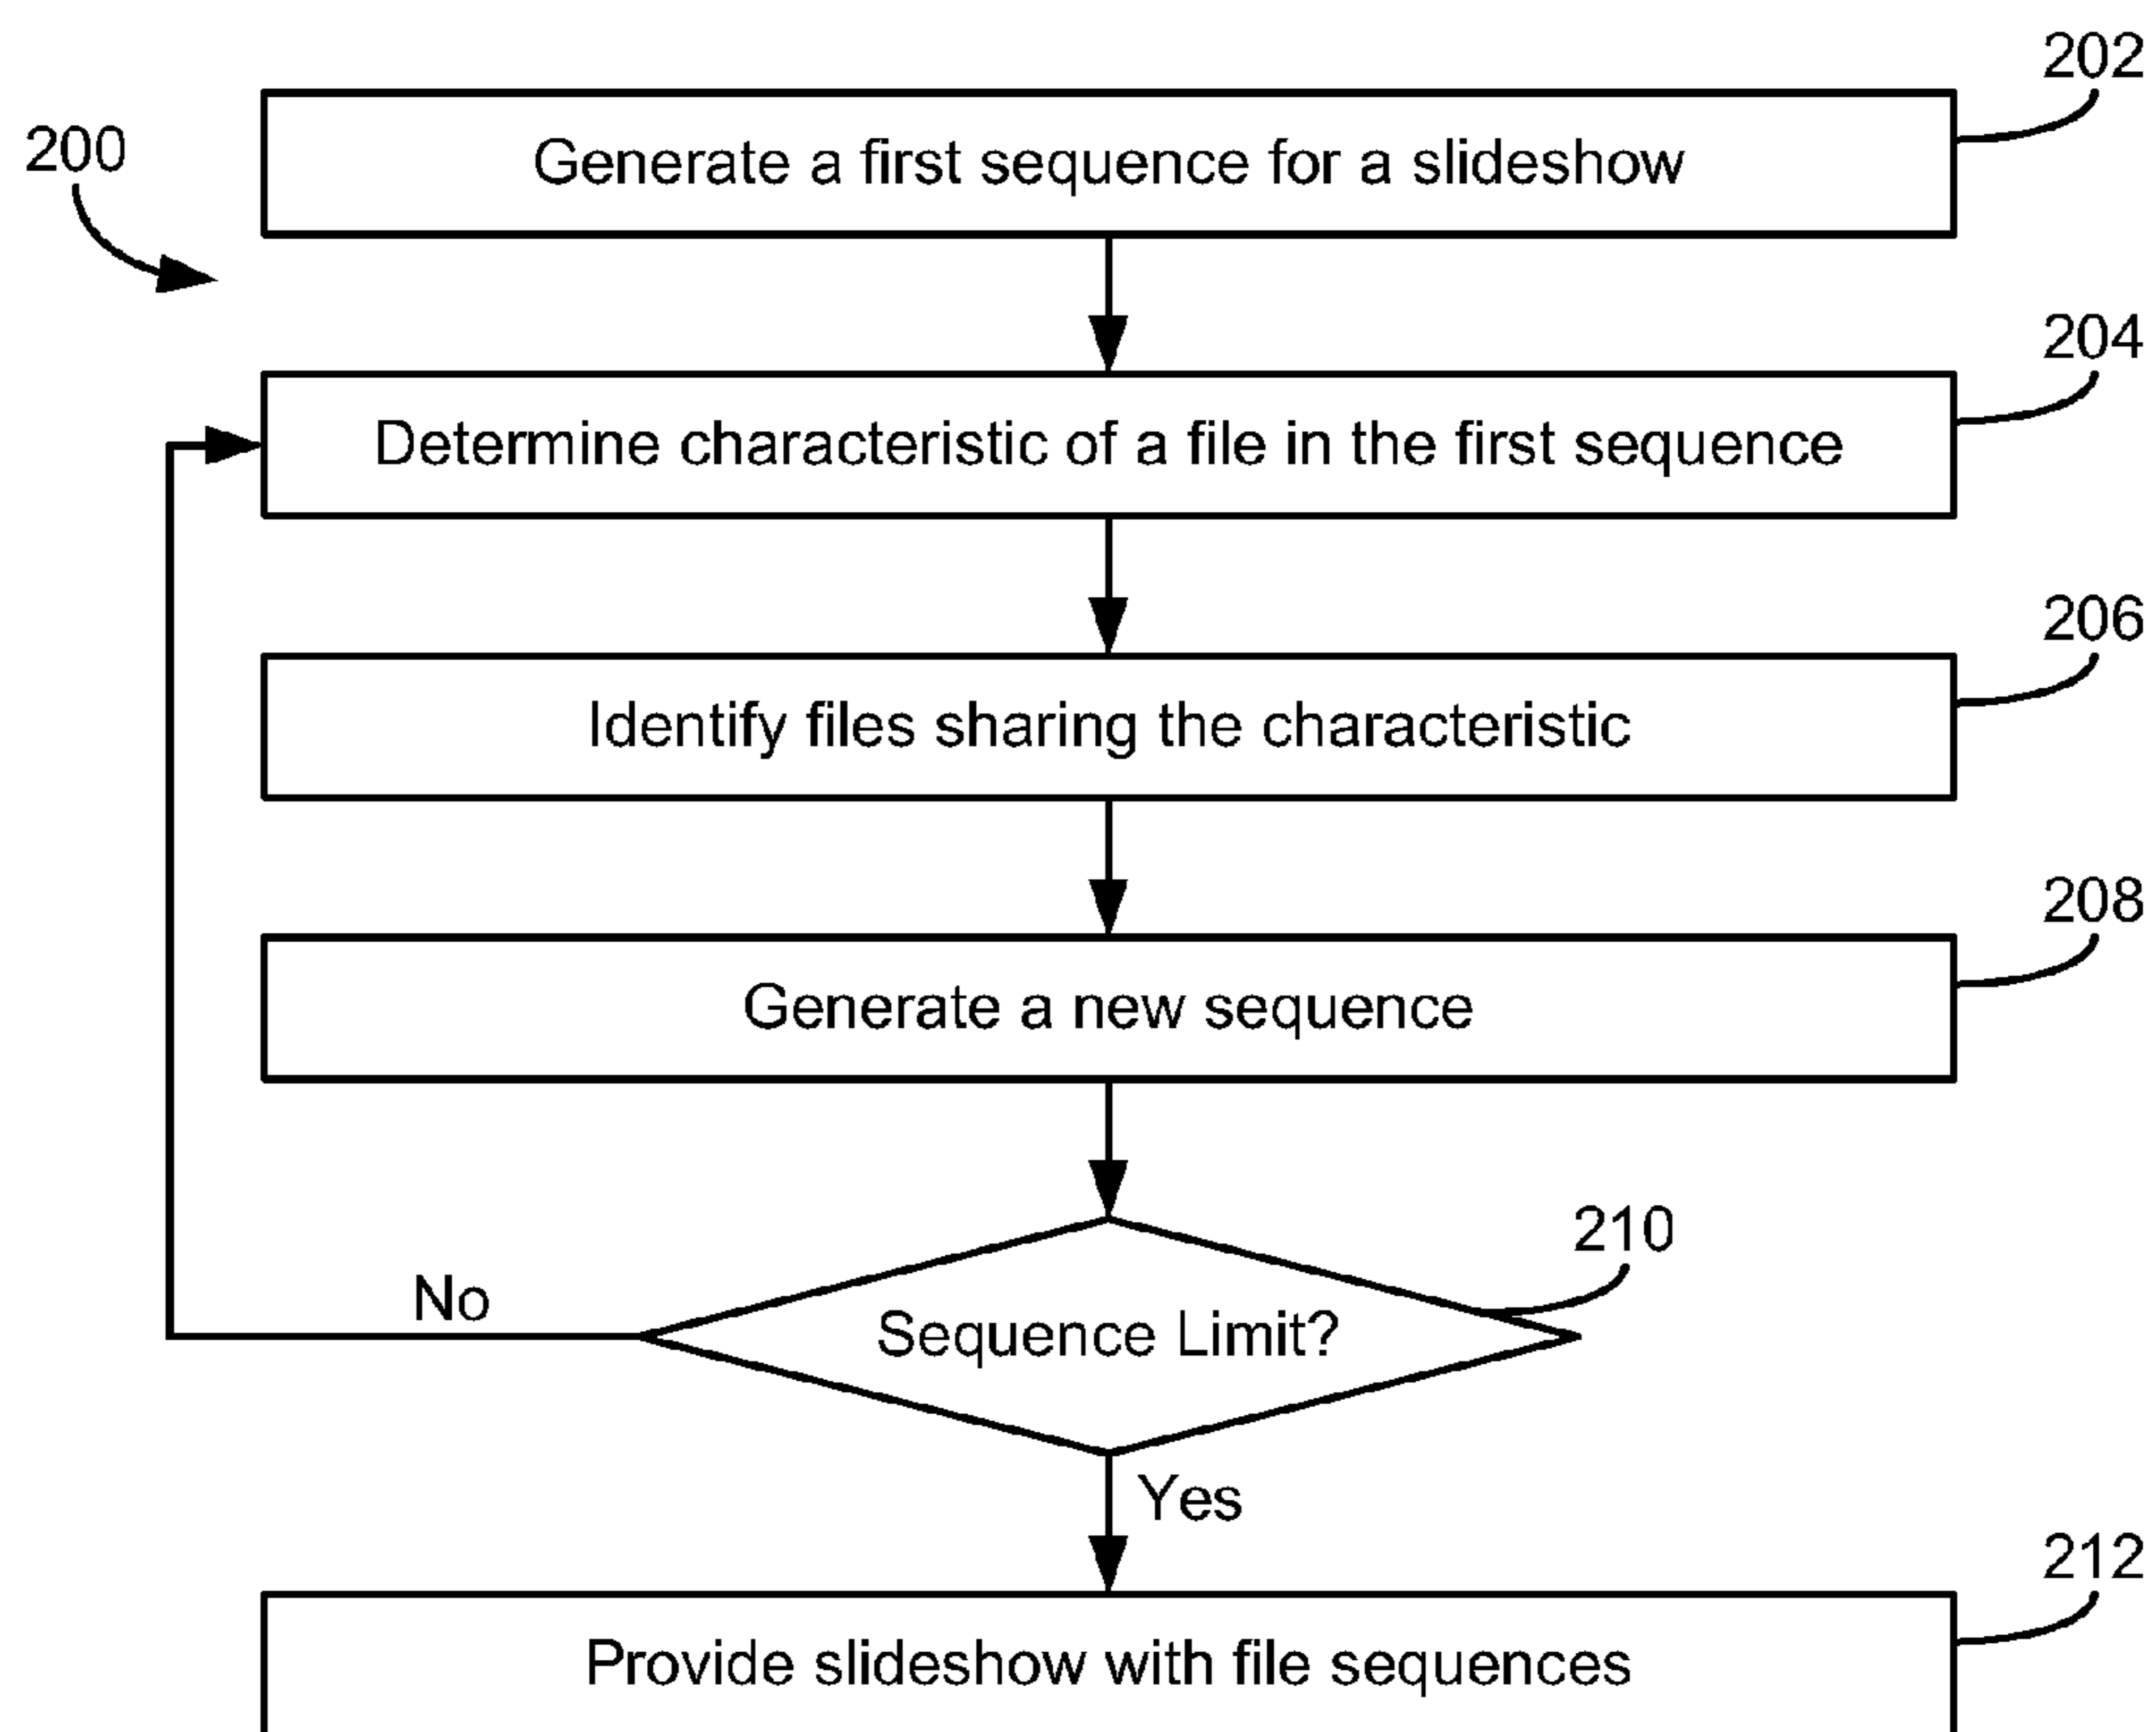 202
200
Generate a first sequence for a slideshow
204
Determine characteristic of a file in the first sequence
206
Identify files sharing the characteristic
208
Generate a new sequence
210
No
Sequence Limit?
Yes
212
Provide slideshow with file sequences